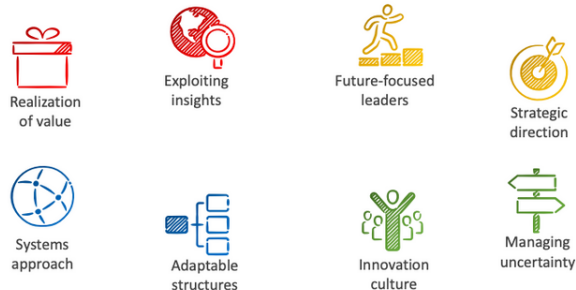 Realization
of value
Exploiting
insights
Future-focused
leaders
Strategic
direction
Systems
approach
Adaptable
structures
Innovation
culture
Managing
uncertainty